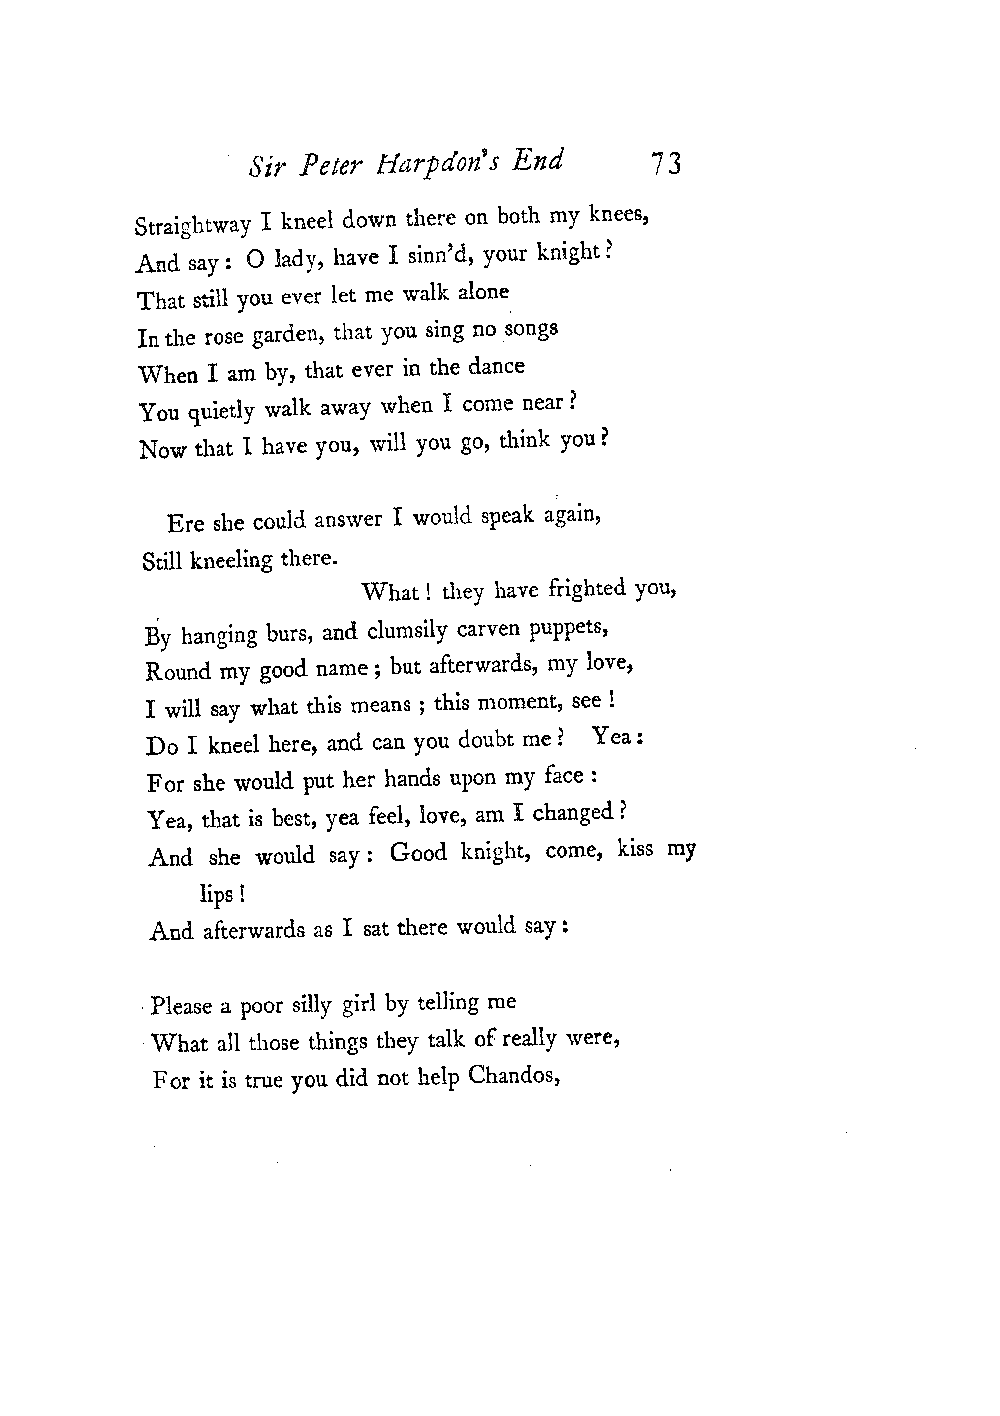 Sir Peter Harpdon's End 73
Straightway I kneel down there on both my knees,
And say: O lady, have I sinn'd, your knight?
That still you ever let me walk alone
In the rose garden, that you sing no songs
When I am by, that ever in the dance
You quietly walk away when I come near?
Now that I have you, will you go, think you?
Ere she could answer I would speak again,
Still kneeling there.
What! they have frighted you,
By hanging burs, and clumsily carven puppets,
Round my good name; but afterwards, my love,
I will say what this means; this moment, see!
Do I kneel here, and can you doubt me? Yea:
For she would put her hands upon my face:
Yea, that is best, yea feel, love, am I changed?
And she would say: Good knight, come, kiss my
lips!
And afterwards as I sat there would say:
Please a poor silly girl by telling me
What all those things they talk of really were,
For it is true you did not help Chandos,